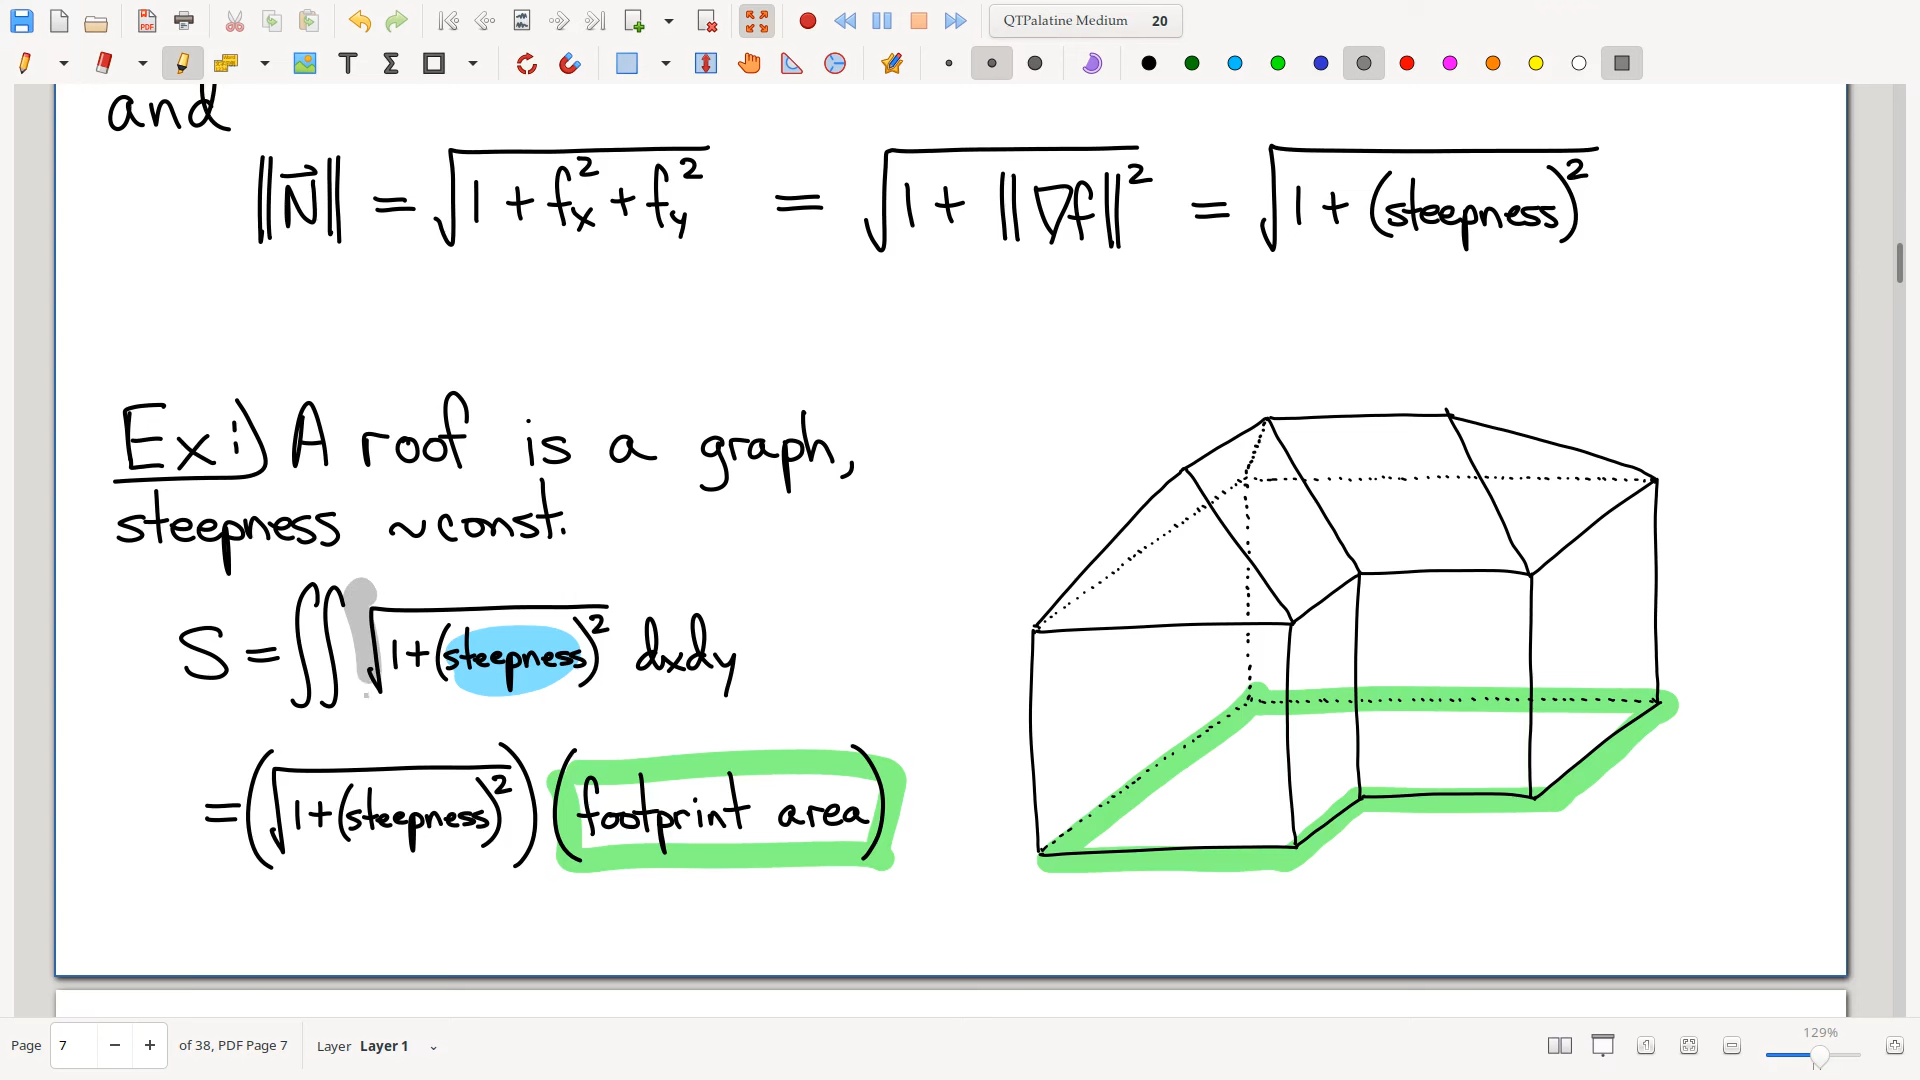 QTPalatine Medium 20
and
‖N⃗‖ = √(1 + fₓ² + f_y²) = √(1 + ‖∇f‖²) = √(1 + (steepness)²)
Ex:) A roof is a graph,
steepness ~const.
S = ∬ √(1+(steepness)²) dxdy
= (√(1+(steepness)²)) (footprint area)
Page 7 − + of 38, PDF Page 7 Layer Layer 1 129%